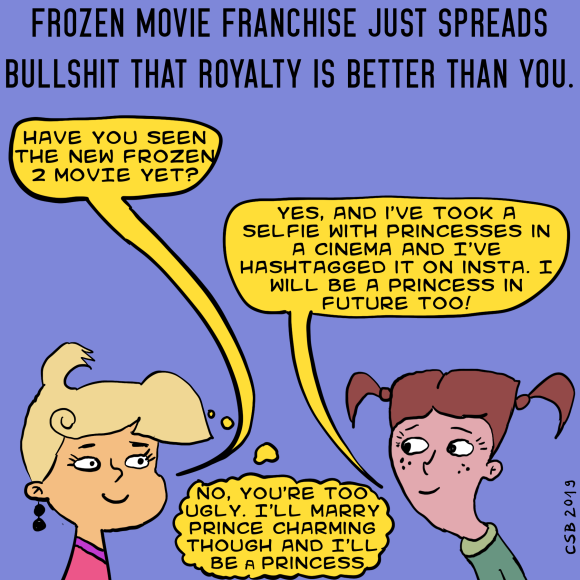 FROZEN MOVIE FRANCHISE JUST SPREADS
BULLSHIT THAT ROYALTY IS BETTER THAN YOU.
HAVE YOU SEEN
THE NEW FROZEN
2 MOVIE YET?
YES, AND I'VE TOOK A
SELFIE WITH PRINCESSES IN
A CINEMA AND I'VE
HASHTAGGED IT ON INSTA. I
WILL BE A PRINCESS IN
FUTURE TOO!
NO, YOU'RE TOO
UGLY. I'LL MARRY
PRINCE CHARMING
THOUGH AND I'LL
BE A PRINCESS
CSB 2019